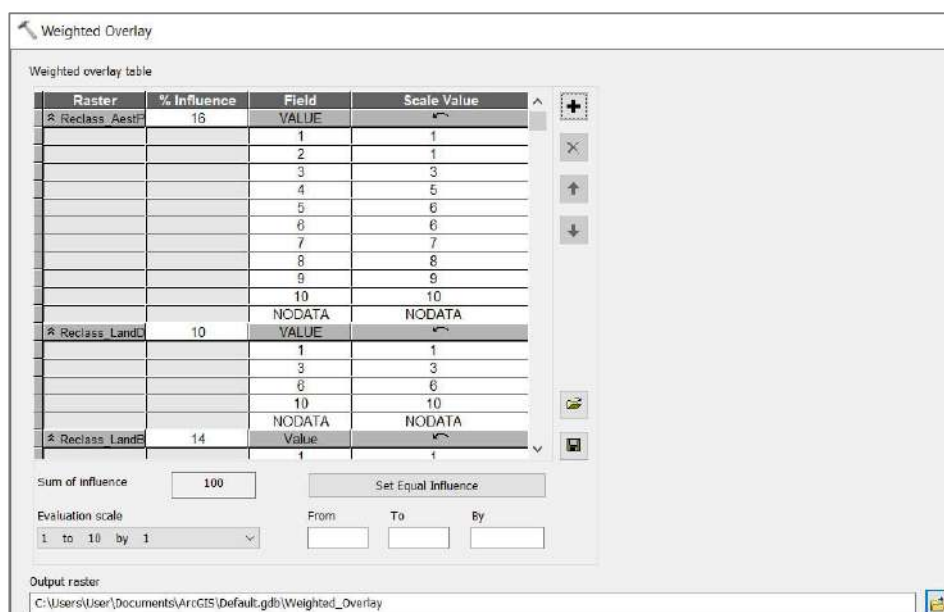 Weighted Overlay
Weighted overlay table
Raster % Influence Field Scale Value
Reclass_AestP 16 VALUE
1 1
2 1
3 3
4 5
5 6
6 6
7 7
8 8
9 9
10 10
NODATA NODATA
Reclass_LandD 10 VALUE
1 1
3 3
6 6
10 10
NODATA NODATA
Reclass_LandB 14 Value
1 1
Sum of influence 100 Set Equal Influence
Evaluation scale From To By
1 to 10 by 1
Output raster
C:\Users\User\Documents\ArcGIS\Default.gdb\Weighted_Overlay